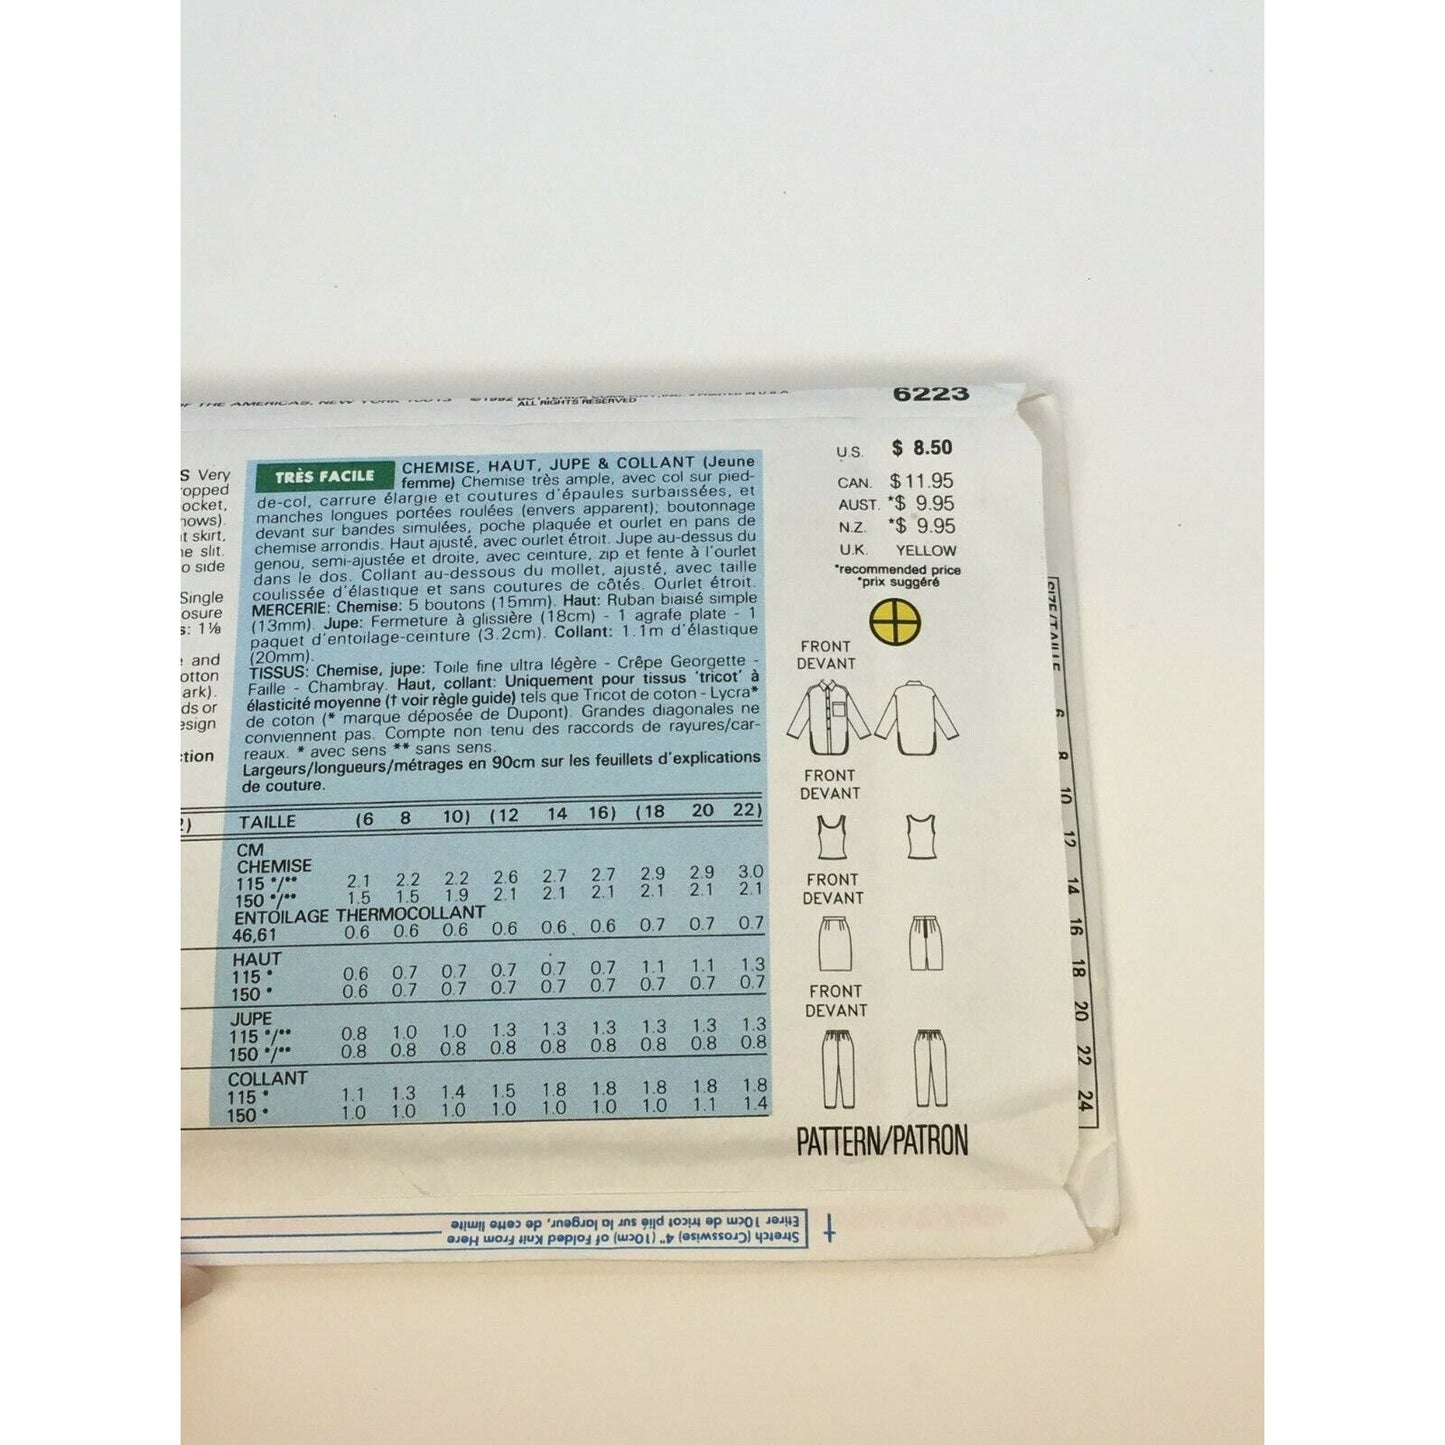 OF THE AMERICAS, NEW YORK 10013 ©1992 BUTTERICK COMPANY, INC. PRINTED IN U.S.A.
ALL RIGHTS RESERVED
6223
S Very
ropped
ocket,
nows).
t skirt,
ne slit.
o side
Single
osure
s: 1⅛
and
otton
ark).
ds or
esign
ction
2)
TRÈS FACILE
CHEMISE, HAUT, JUPE & COLLANT (Jeune
femme) Chemise très ample, avec col sur pied-
de-col, carrure élargie et coutures d'épaules surbaissées, et
manches longues portées roulées (envers apparent); boutonnage
devant sur bandes simulées, poche plaquée et ourlet en pans de
chemise arrondis. Haut ajusté, avec ourlet étroit. Jupe au-dessus du
genou, semi-ajustée et droite, avec ceinture, zip et fente à l'ourlet
dans le dos. Collant au-dessous du mollet, ajusté, avec taille
coulissée d'élastique et sans coutures de côtés. Ourlet étroit.
MERCERIE: Chemise: 5 boutons (15mm). Haut: Ruban biaisé simple
(13mm). Jupe: Fermeture à glissière (18cm) - 1 agrafe plate - 1
paquet d'entoilage-ceinture (3.2cm). Collant: 1.1m d'élastique
(20mm).
TISSUS: Chemise, jupe: Toile fine ultra légère - Crêpe Georgette -
Faille - Chambray. Haut, collant: Uniquement pour tissus 'tricot' à
élasticité moyenne († voir règle guide) tels que Tricot de coton - Lycra*
de coton (* marque déposée de Dupont). Grandes diagonales ne
conviennent pas. Compte non tenu des raccords de rayures/car-
reaux. * avec sens ** sans sens.
Largeurs/longueurs/métrages en 90cm sur les feuillets d'explications
de couture.
TAILLE (6 8 10) (12 14 16) (18 20 22)
CM
CHEMISE
115 */** 2.1 2.2 2.2 2.6 2.7 2.7 2.9 2.9 3.0
150 */** 1.5 1.5 1.9 2.1 2.1 2.1 2.1 2.1 2.1
ENTOILAGE THERMOCOLLANT
46,61 0.6 0.6 0.6 0.6 0.6 0.6 0.7 0.7 0.7
HAUT
115 * 0.6 0.7 0.7 0.7 0.7 0.7 1.1 1.1 1.3
150 * 0.6 0.7 0.7 0.7 0.7 0.7 0.7 0.7 0.7
JUPE
115 */** 0.8 1.0 1.0 1.3 1.3 1.3 1.3 1.3 1.3
150 */** 0.8 0.8 0.8 0.8 0.8 0.8 0.8 0.8 0.8
COLLANT
115 * 1.1 1.3 1.4 1.5 1.8 1.8 1.8 1.8 1.8
150 * 1.0 1.0 1.0 1.0 1.0 1.0 1.0 1.1 1.4
U.S. $ 8.50
CAN. $11.95
AUST. *$ 9.95
N.Z. *$ 9.95
U.K. YELLOW
*recommended price
*prix suggéré
FRONT
DEVANT
FRONT
DEVANT
FRONT
DEVANT
FRONT
DEVANT
PATTERN/PATRON
SIZE/TAILLE 6 8 10 12 14 16 18 20 22 24
Stretch (Crosswise) 4" (10cm) of Folded Knit From Here
Etirer 10cm de tricot plié sur la largeur, de cette limite
†